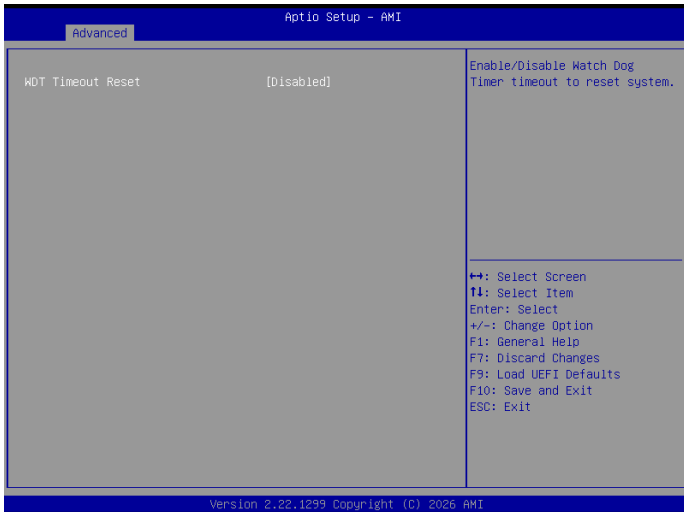 Aptio Setup – AMI
Advanced
WDT Timeout Reset [Disabled]
Enable/Disable Watch Dog
Timer timeout to reset system.
↔: Select Screen
↑↓: Select Item
Enter: Select
+/-: Change Option
F1: General Help
F7: Discard Changes
F9: Load UEFI Defaults
F10: Save and Exit
ESC: Exit
Version 2.22.1299 Copyright (C) 2026 AMI